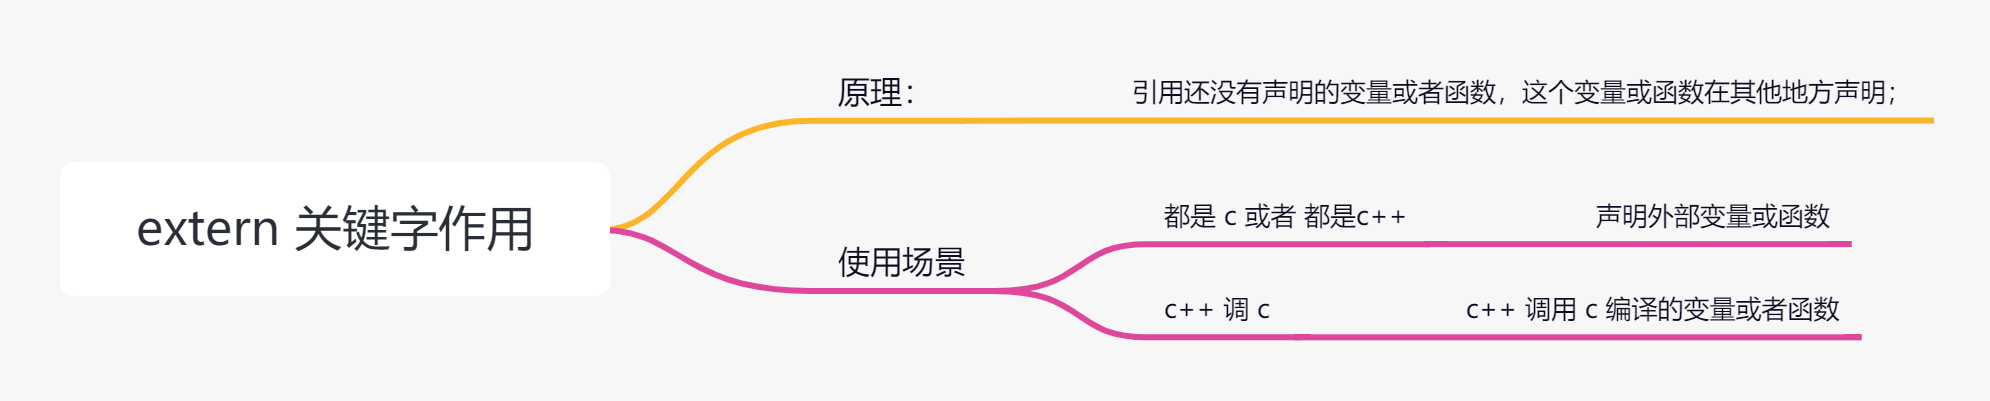 extern 关键字作用
原理：
引用还没有声明的变量或者函数，这个变量或函数在其他地方声明；
使用场景
都是 c 或者 都是c++
声明外部变量或函数
c++ 调 c
c++ 调用 c 编译的变量或者函数